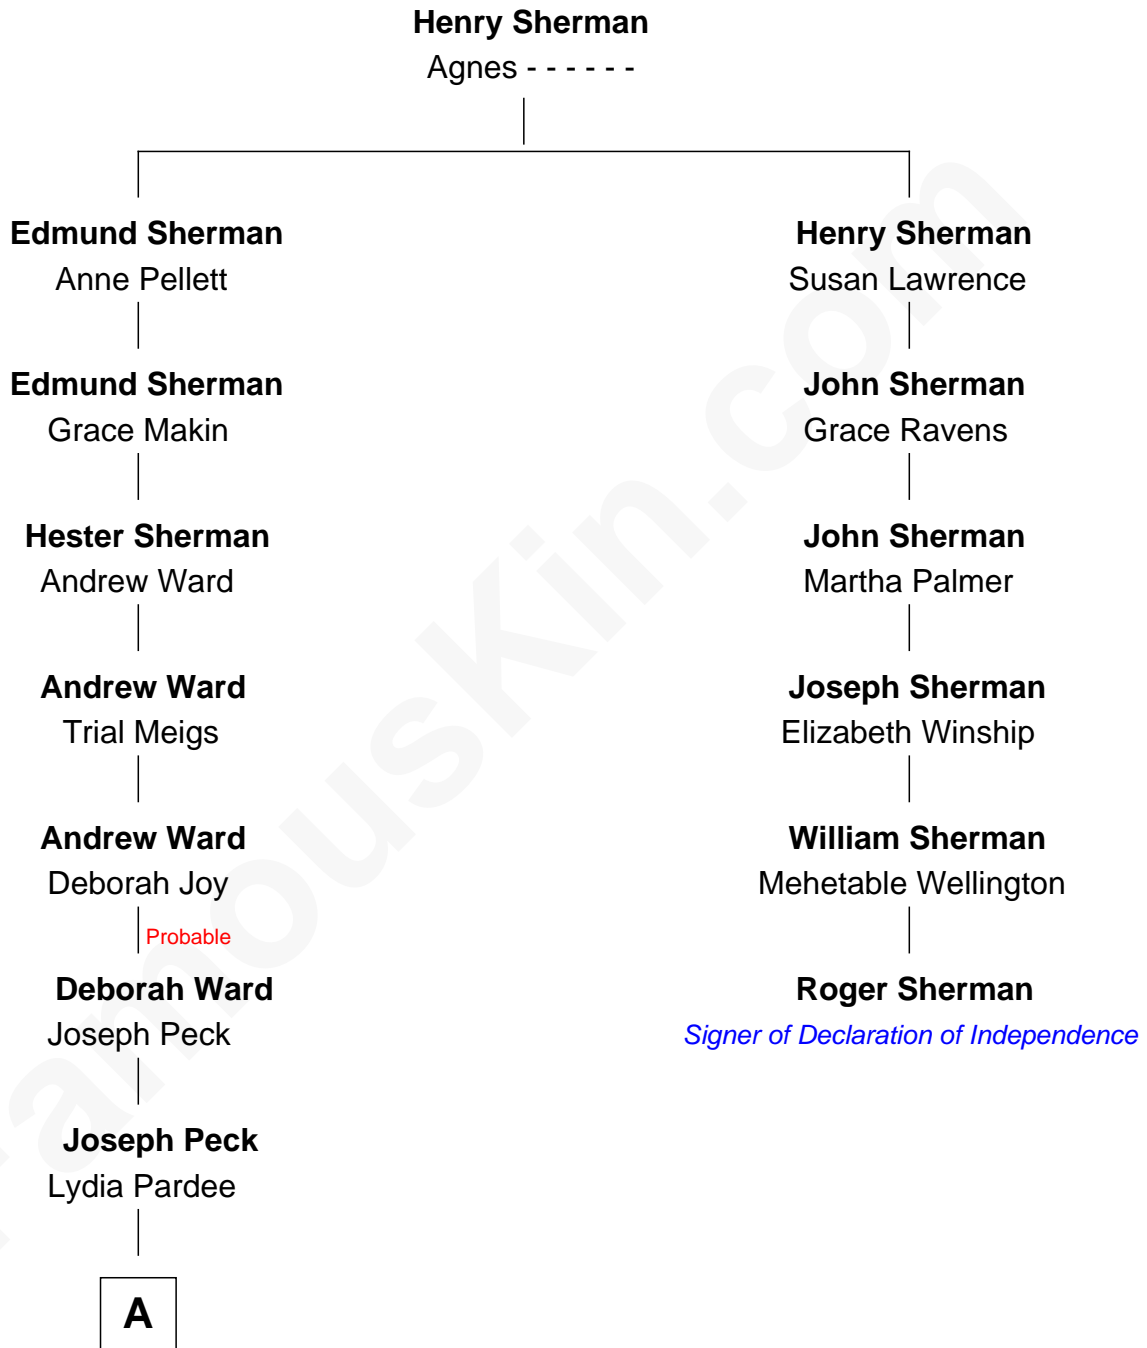 Henry Sherman
Agnes - - - - - -
Edmund Sherman
Anne Pellett
Henry Sherman
Susan Lawrence
Edmund Sherman
Grace Makin
John Sherman
Grace Ravens
Hester Sherman
Andrew Ward
John Sherman
Martha Palmer
Andrew Ward
Trial Meigs
Joseph Sherman
Elizabeth Winship
Andrew Ward
Deborah Joy
William Sherman
Mehetable Wellington
Probable
Deborah Ward
Joseph Peck
Roger Sherman
Signer of Declaration of Independence
Joseph Peck
Lydia Pardee
A
FamousKin.com